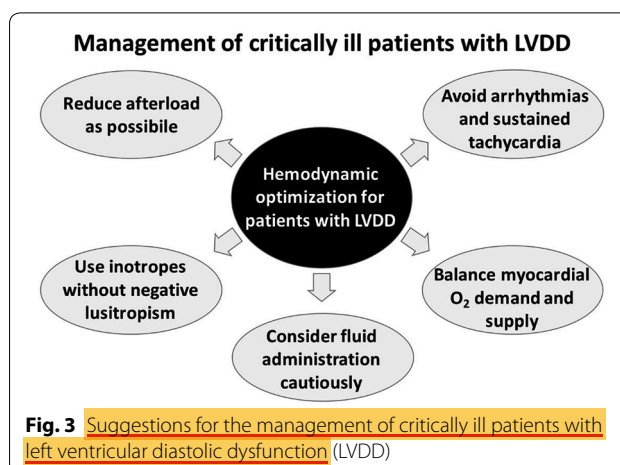 Management of critically ill patients with LVDD
Reduce afterload
as possibile
Avoid arrhythmias
and sustained
tachycardia
Hemodynamic
optimization for
patients with LVDD
Use inotropes
without negative
lusitropism
Balance myocardial
O₂ demand and
supply
Consider fluid
administration
cautiously
Fig. 3 Suggestions for the management of critically ill patients with
left ventricular diastolic dysfunction (LVDD)